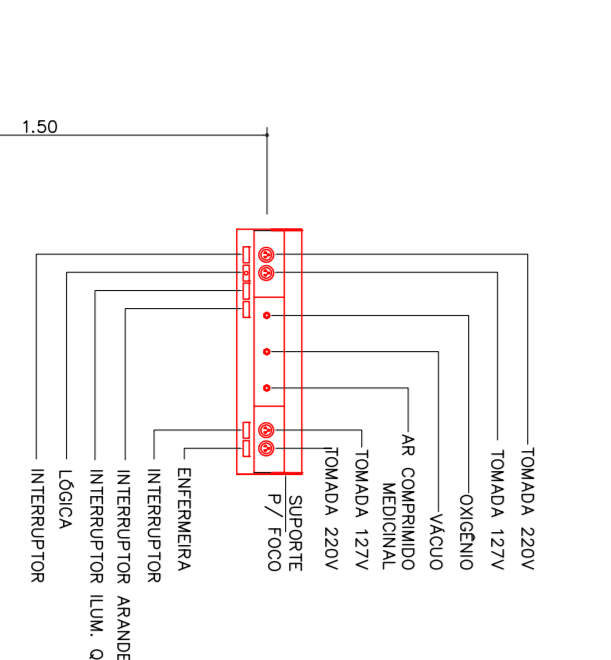 1.50
TOMADA 220V
TOMADA 127V
OXIGÊNIO
VÁCUO
AR COMPRIMIDO
MEDICINAL
TOMADA 127V
TOMADA 220V
SUPORTE
P/ FOCO
ENFERMEIRA
INTERRUPTOR
INTERRUPTOR ARANDE
INTERRUPTOR ILUM. Q
LÓGICA
INTERRUPTOR